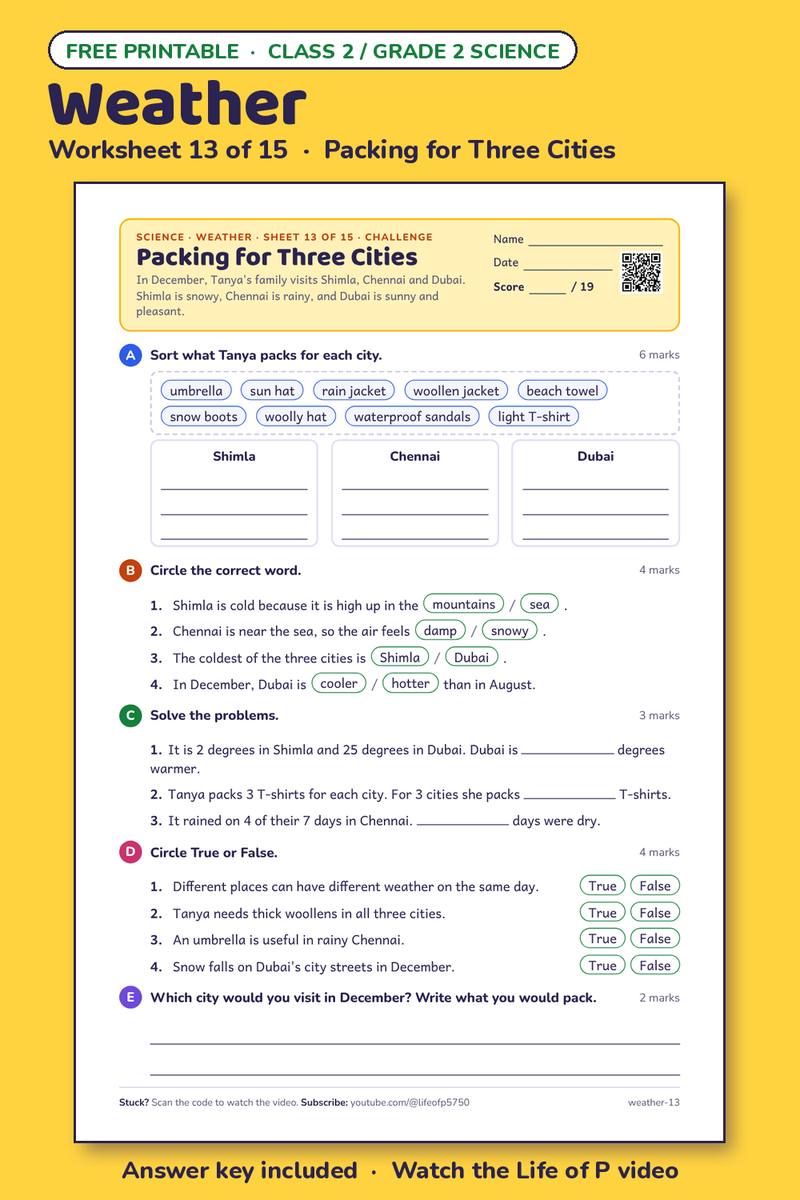 FREE PRINTABLE · CLASS 2 / GRADE 2 SCIENCE
Weather
Worksheet 13 of 15 · Packing for Three Cities
SCIENCE · WEATHER · SHEET 13 OF 15 · CHALLENGE
Packing for Three Cities
In December, Tanya's family visits Shimla, Chennai and Dubai.
Shimla is snowy, Chennai is rainy, and Dubai is sunny and
pleasant.
Name
Date
Score / 19
A Sort what Tanya packs for each city. 6 marks
umbrella sun hat rain jacket woollen jacket beach towel
snow boots woolly hat waterproof sandals light T-shirt
Shimla Chennai Dubai
B Circle the correct word. 4 marks
1. Shimla is cold because it is high up in the mountains / sea .
2. Chennai is near the sea, so the air feels damp / snowy .
3. The coldest of the three cities is Shimla / Dubai .
4. In December, Dubai is cooler / hotter than in August.
C Solve the problems. 3 marks
1. It is 2 degrees in Shimla and 25 degrees in Dubai. Dubai is ____ degrees
warmer.
2. Tanya packs 3 T-shirts for each city. For 3 cities she packs ____ T-shirts.
3. It rained on 4 of their 7 days in Chennai. ____ days were dry.
D Circle True or False. 4 marks
1. Different places can have different weather on the same day. True False
2. Tanya needs thick woollens in all three cities. True False
3. An umbrella is useful in rainy Chennai. True False
4. Snow falls on Dubai's city streets in December. True False
E Which city would you visit in December? Write what you would pack. 2 marks
Stuck? Scan the code to watch the video. Subscribe: youtube.com/@lifeofp5750 weather-13
Answer key included · Watch the Life of P video